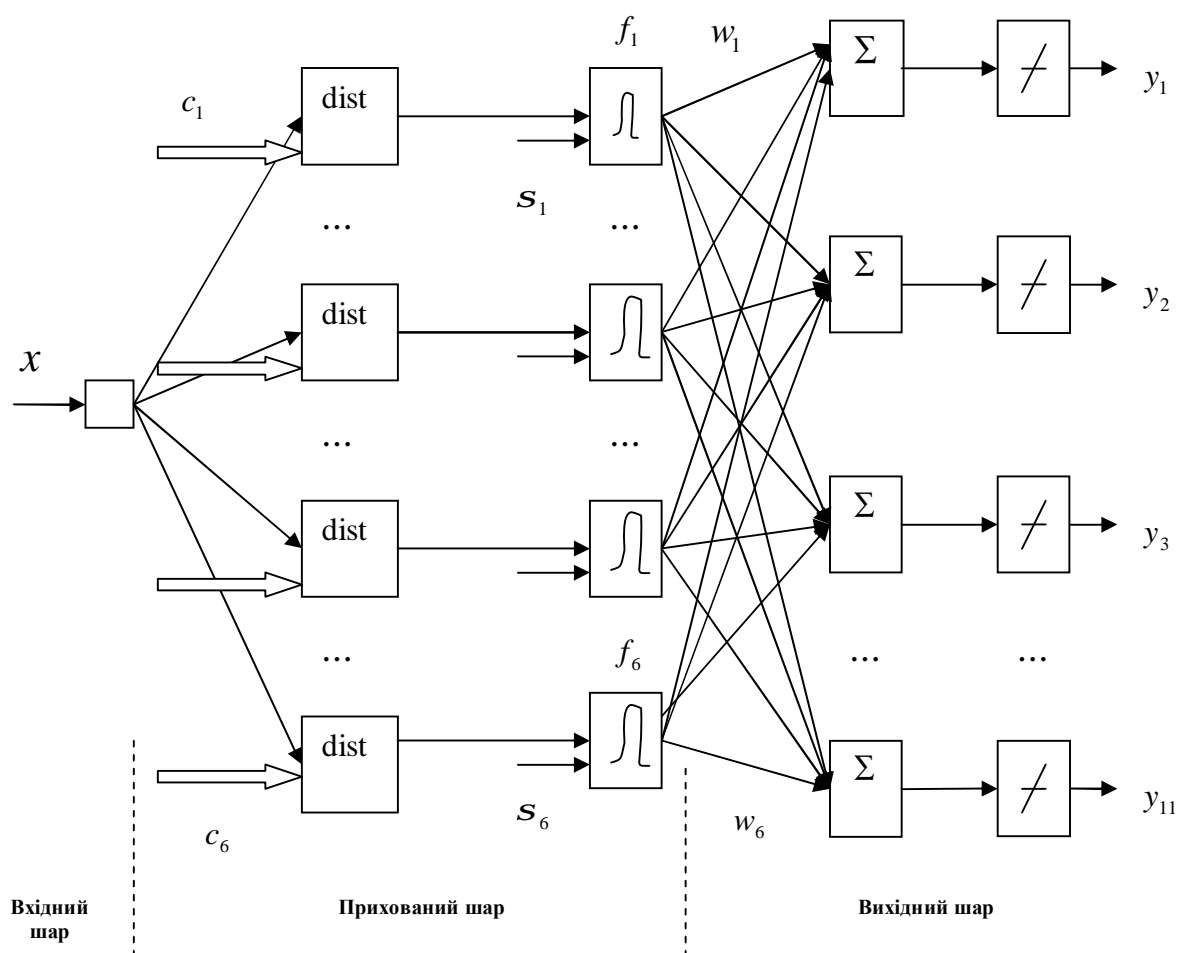 f₁ w₁
Σ
dist
y₁
c₁
s₁
...
...
Σ
dist
y₂
x
...
...
Σ
dist
y₃
...
f₆
...
...
Σ
dist
y₁₁
s₆
w₆
c₆
Вхідний
шар
Прихований шар
Вихідний шар